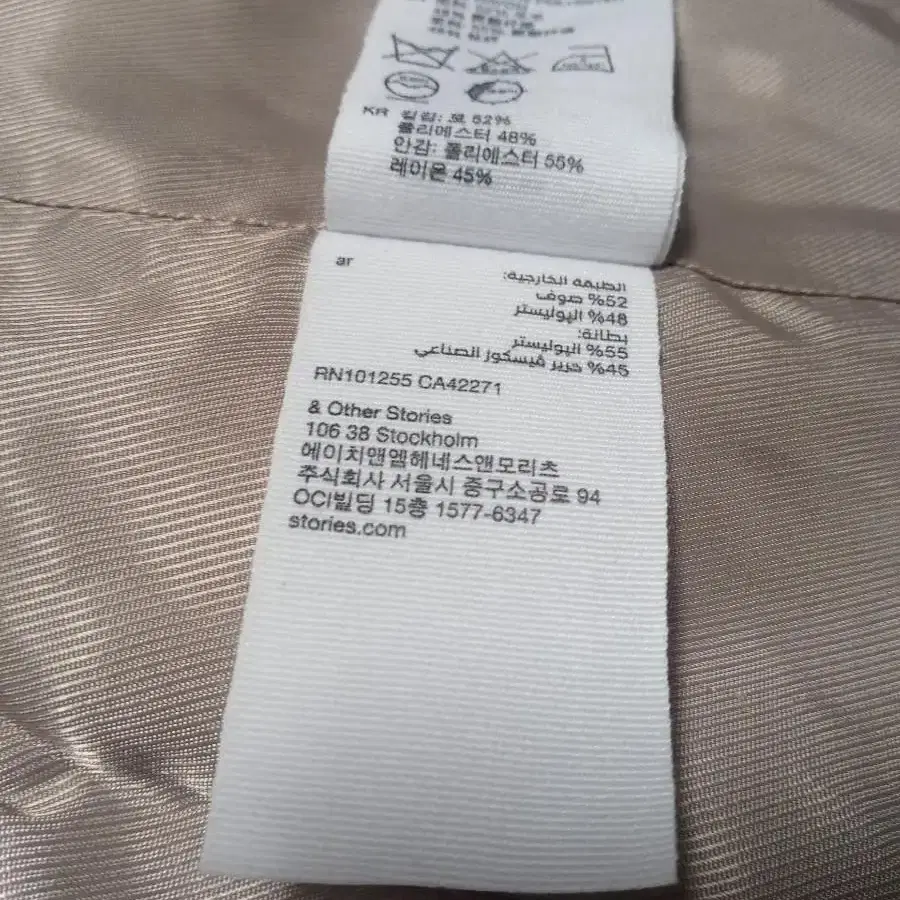 KR 겉감: 모 52%
폴리에스터 48%
안감: 폴리에스터 55%
레이온 45%
ar
الطبقة الخارجية:
52% صوف
48% البوليستر
بطانة:
55% البوليستر
45% حرير فيسكوز الصناعي
RN101255 CA42271
& Other Stories
106 38 Stockholm
에이치앤엠헤네스앤모리츠
주식회사 서울시 중구소공로 94
OCI빌딩 15층 1577-6347
stories.com